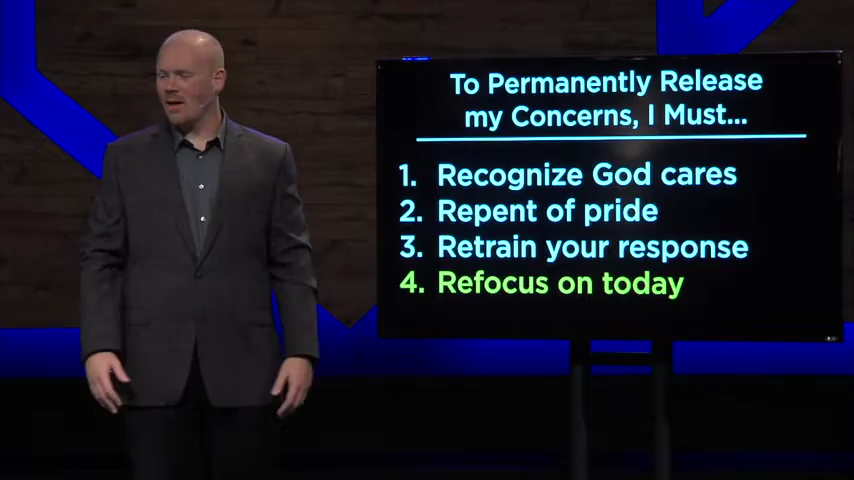 To Permanently Release
my Concerns, I Must...
1. Recognize God cares
2. Repent of pride
3. Retrain your response
4. Refocus on today